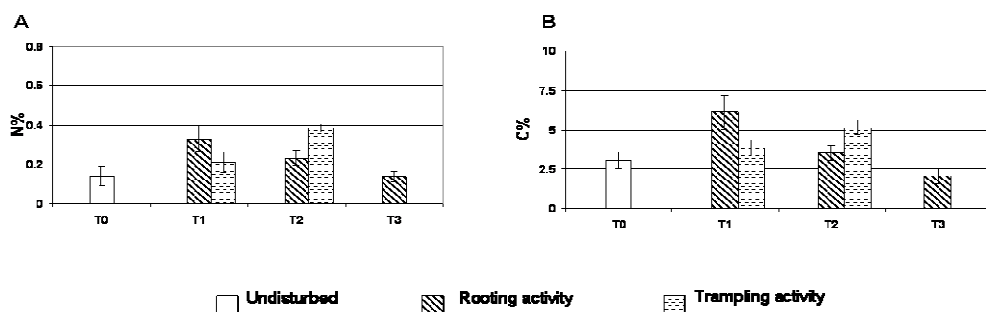 A
B
0.8
0.6
0.4
0.2
0
N%
T0
T1
T2
T3
10
7.5
5
2.5
0
C%
T0
T1
T2
T3
Undisturbed
Rooting activity
Trampling activity